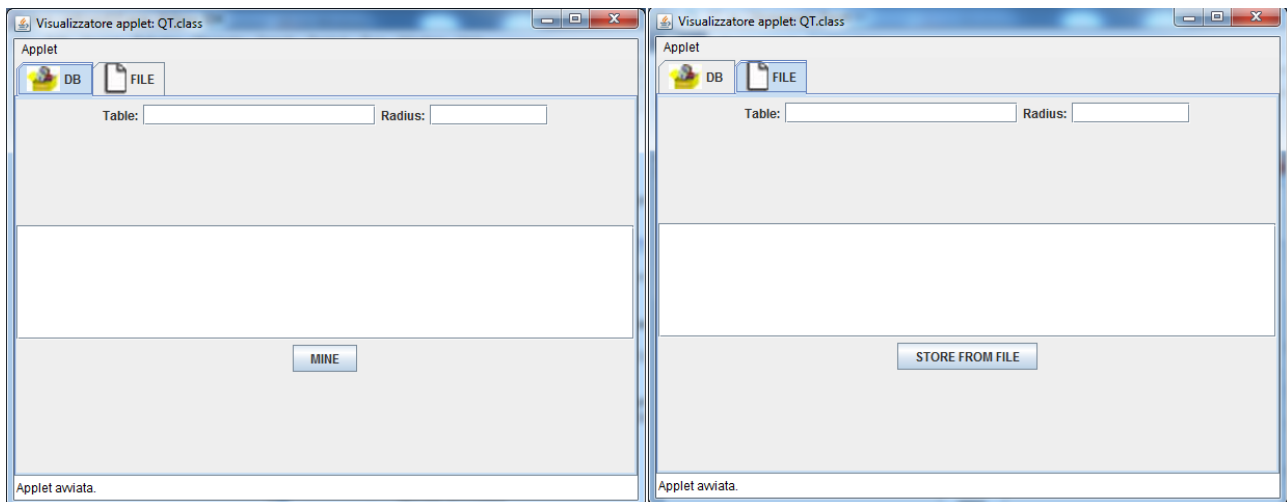 Visualizzatore applet: QT.class
Applet
DB FILE
Table: Radius:
MINE
Applet avviata.
Visualizzatore applet: QT.class
Applet
DB FILE
Table: Radius:
STORE FROM FILE
Applet avviata.